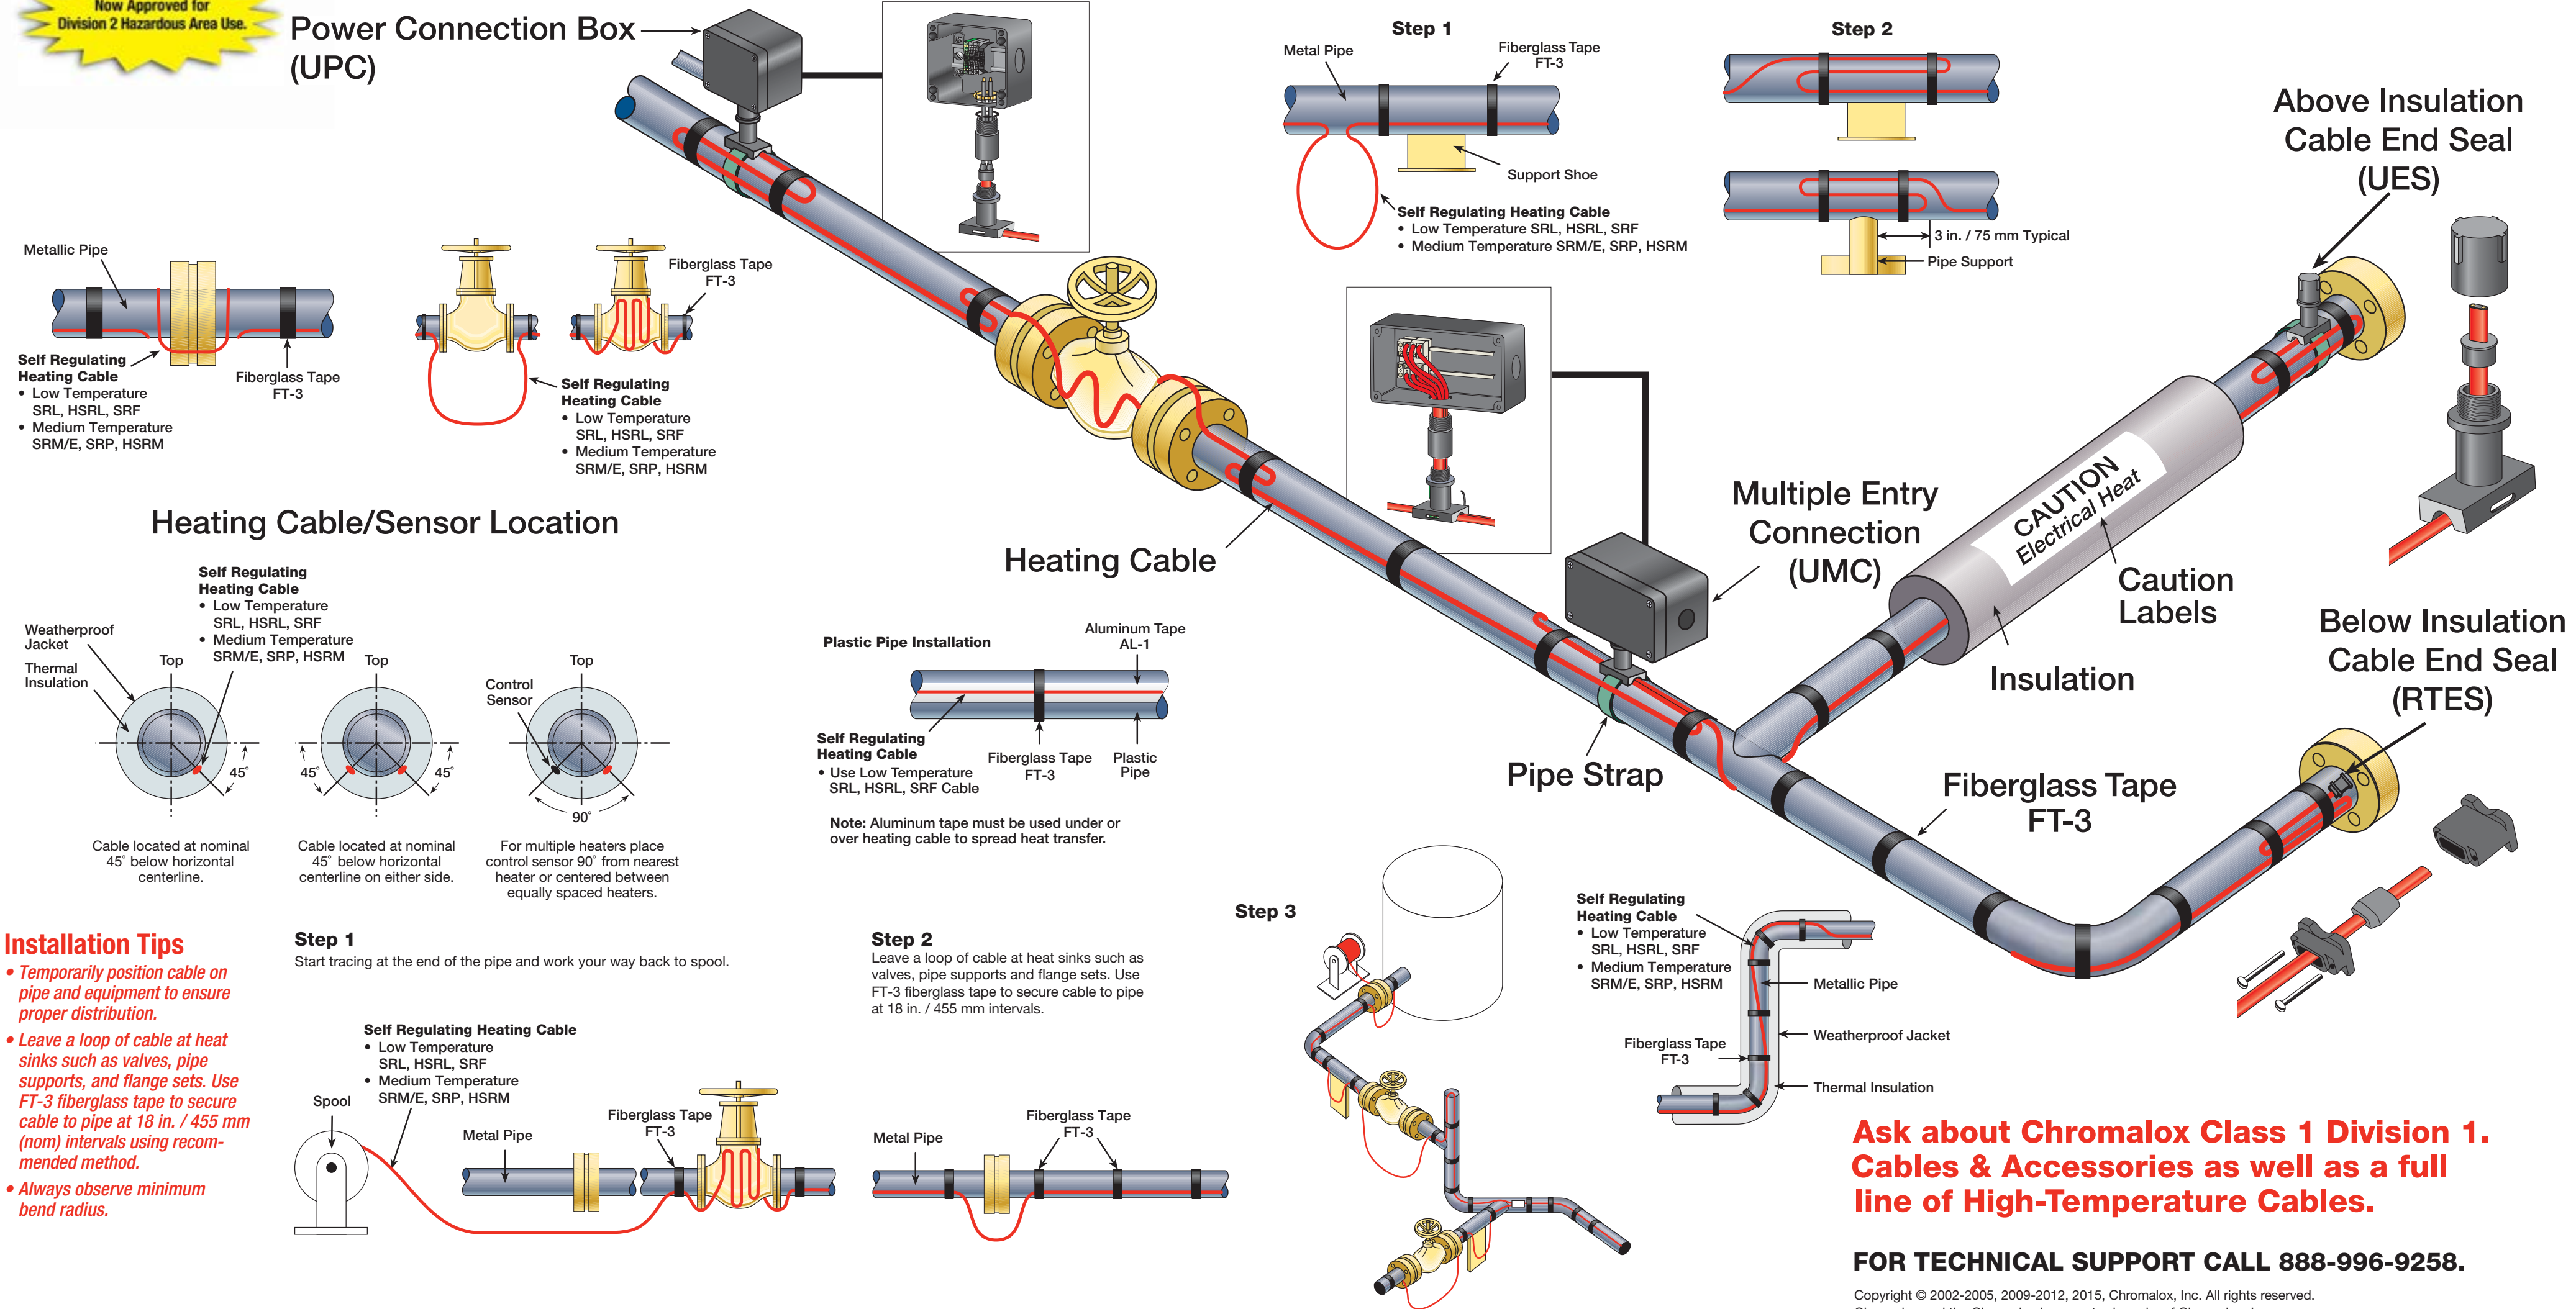 Now Approved for
Division 2 Hazardous Area Use.
Power Connection Box
(UPC)
Step 1
Metal Pipe
Fiberglass Tape
FT-3
Support Shoe
Self Regulating Heating Cable
• Low Temperature SRL, HSRL, SRF
• Medium Temperature SRM/E, SRP, HSRM
Step 2
3 in. / 75 mm Typical
Pipe Support
Above Insulation
Cable End Seal
(UES)
Metallic Pipe
Self Regulating
Heating Cable
• Low Temperature
SRL, HSRL, SRF
• Medium Temperature
SRM/E, SRP, HSRM
Fiberglass Tape
FT-3
Fiberglass Tape
FT-3
Self Regulating
Heating Cable
• Low Temperature
SRL, HSRL, SRF
• Medium Temperature
SRM/E, SRP, HSRM
Heating Cable/Sensor Location
Self Regulating
Heating Cable
• Low Temperature
SRL, HSRL, SRF
• Medium Temperature
SRM/E, SRP, HSRM
Weatherproof
Jacket
Thermal
Insulation
Top
45°
Cable located at nominal
45° below horizontal
centerline.
Top
45°
45°
Cable located at nominal
45° below horizontal
centerline on either side.
Top
Control
Sensor
90°
For multiple heaters place
control sensor 90° from nearest
heater or centered between
equally spaced heaters.
Heating Cable
Plastic Pipe Installation
Aluminum Tape
AL-1
Self Regulating
Heating Cable
• Use Low Temperature
SRL, HSRL, SRF Cable
Fiberglass Tape
FT-3
Plastic
Pipe
Note: Aluminum tape must be used under or
over heating cable to spread heat transfer.
Multiple Entry
Connection
(UMC)
CAUTION
Electrical Heat
Caution
Labels
Insulation
Pipe Strap
Below Insulation
Cable End Seal
(RTES)
Fiberglass Tape
FT-3
Installation Tips
• Temporarily position cable on
pipe and equipment to ensure
proper distribution.
• Leave a loop of cable at heat
sinks such as valves, pipe
supports, and flange sets. Use
FT-3 fiberglass tape to secure
cable to pipe at 18 in. / 455 mm
(nom) intervals using recom-
mended method.
• Always observe minimum
bend radius.
Step 1
Start tracing at the end of the pipe and work your way back to spool.
Self Regulating Heating Cable
• Low Temperature
SRL, HSRL, SRF
• Medium Temperature
SRM/E, SRP, HSRM
Spool
Metal Pipe
Fiberglass Tape
FT-3
Step 2
Leave a loop of cable at heat sinks such as
valves, pipe supports and flange sets. Use
FT-3 fiberglass tape to secure cable to pipe
at 18 in. / 455 mm intervals.
Metal Pipe
Fiberglass Tape
FT-3
Step 3
Self Regulating
Heating Cable
• Low Temperature
SRL, HSRL, SRF
• Medium Temperature
SRM/E, SRP, HSRM
Metallic Pipe
Weatherproof Jacket
Fiberglass Tape
FT-3
Thermal Insulation
Ask about Chromalox Class 1 Division 1.
Cables & Accessories as well as a full
line of High-Temperature Cables.
FOR TECHNICAL SUPPORT CALL 888-996-9258.
Copyright © 2002-2005, 2009-2012, 2015, Chromalox, Inc. All rights reserved.